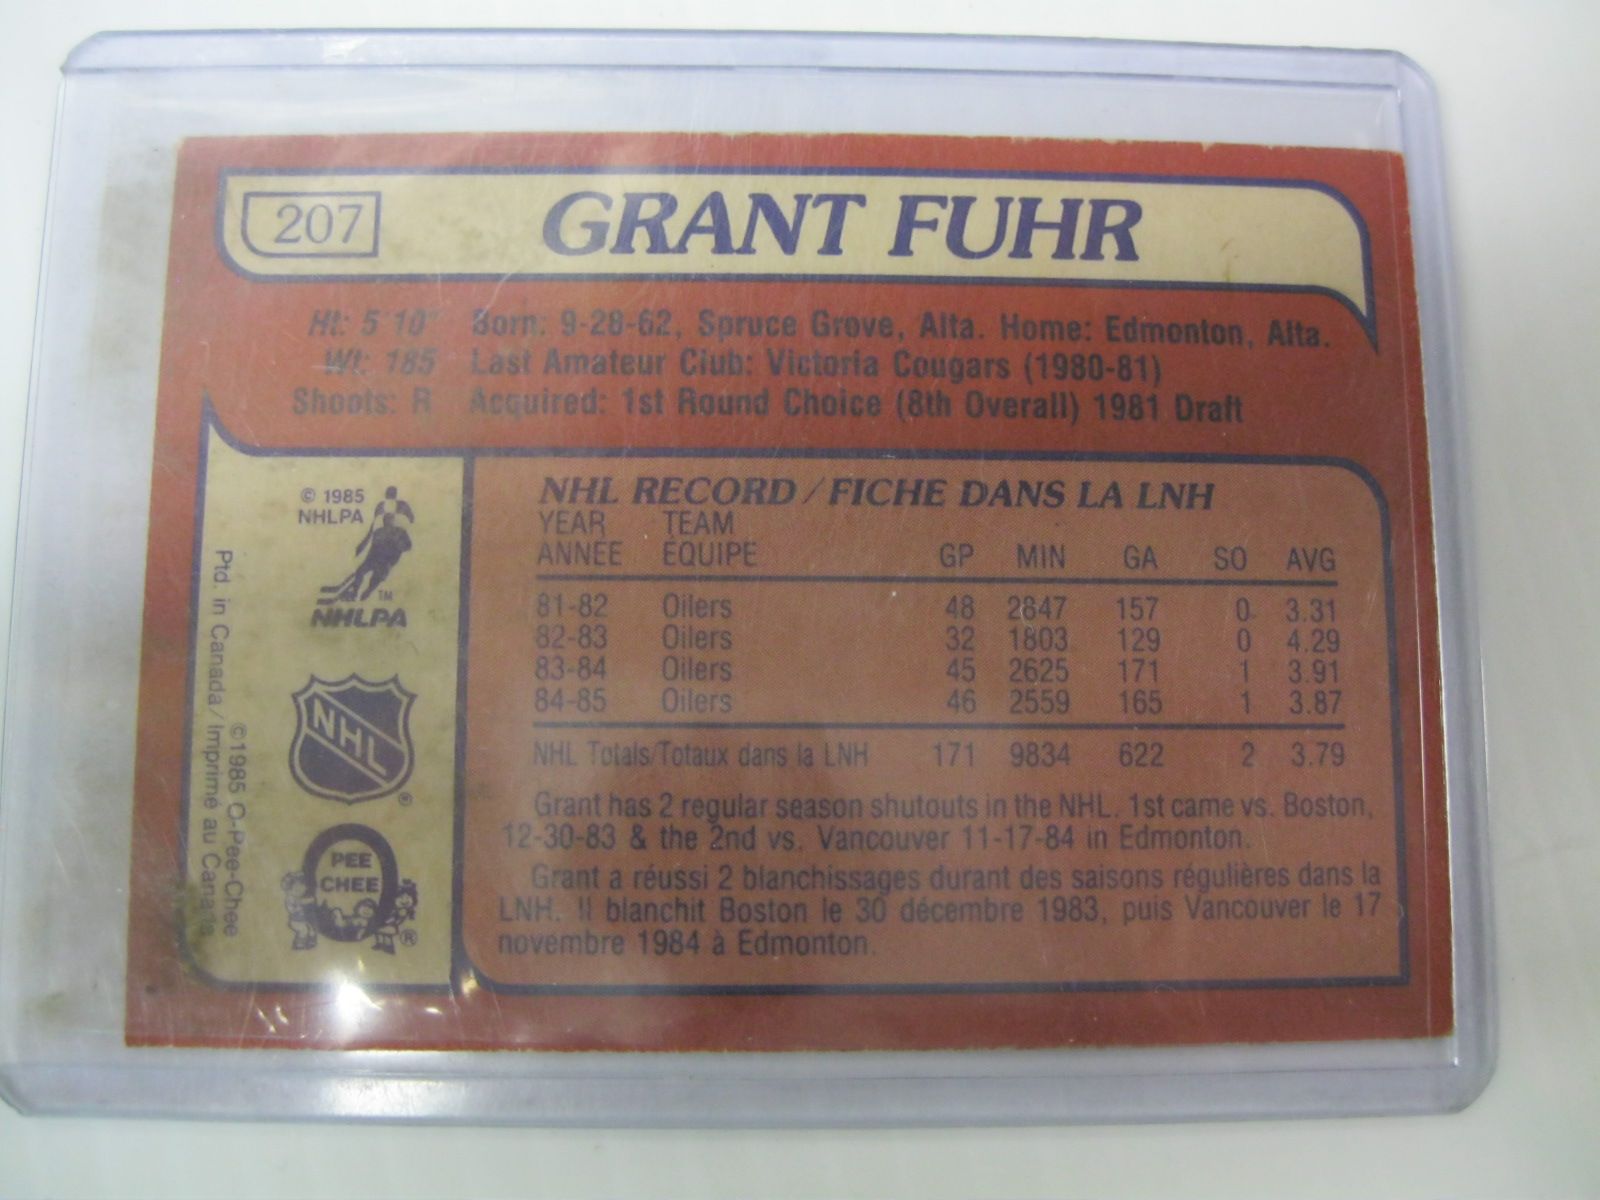 207
GRANT FUHR
Ht: 5'10" Born: 9-28-62, Spruce Grove, Alta. Home: Edmonton, Alta.
Wt: 185 Last Amateur Club: Victoria Cougars (1980-81)
Shoots: R Acquired: 1st Round Choice (8th Overall) 1981 Draft
© 1985
NHLPA
TM
NHLPA
NHL
®
PEE
CHEE
®
©1985 O-Pee-Chee
Ptd. in Canada/Imprimé au Canada
NHL RECORD/FICHE DANS LA LNH
YEAR TEAM
ANNEE EQUIPE GP MIN GA SO AVG
81-82 Oilers 48 2847 157 0 3.31
82-83 Oilers 32 1803 129 0 4.29
83-84 Oilers 45 2625 171 1 3.91
84-85 Oilers 46 2559 165 1 3.87
NHL Totals/Totaux dans la LNH 171 9834 622 2 3.79
Grant has 2 regular season shutouts in the NHL. 1st came vs. Boston,
12-30-83 & the 2nd vs. Vancouver 11-17-84 in Edmonton.
Grant a réussi 2 blanchissages durant des saisons régulières dans la
LNH. Il blanchit Boston le 30 décembre 1983, puis Vancouver le 17
novembre 1984 à Edmonton.